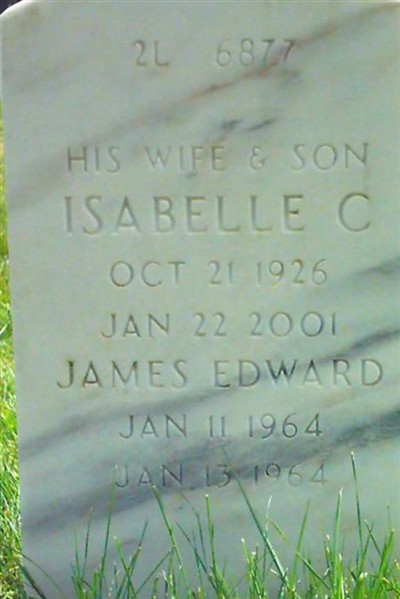 2L 6877
HIS WIFE & SON
ISABELLE C
OCT 21 1926
JAN 22 2001
JAMES EDWARD
JAN 11 1964
JAN 13 1964